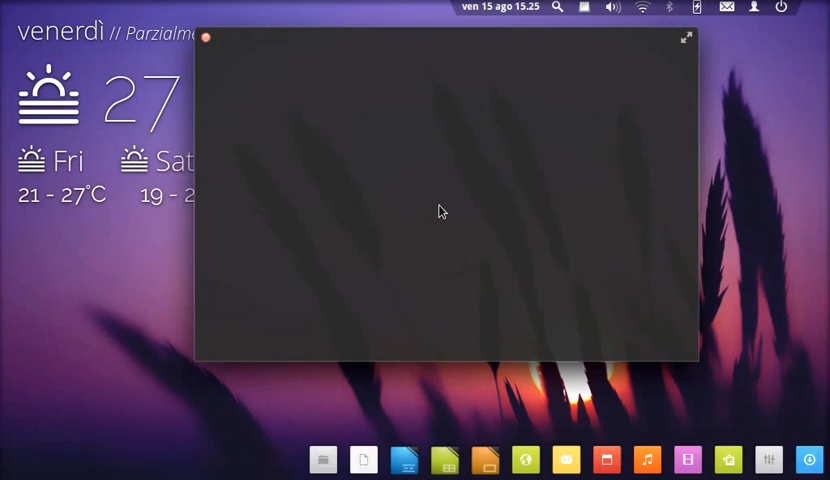 ven 15 ago 15.25
venerdì // Parzialme
27
Fri Sat
21 - 27°C 19 - 2